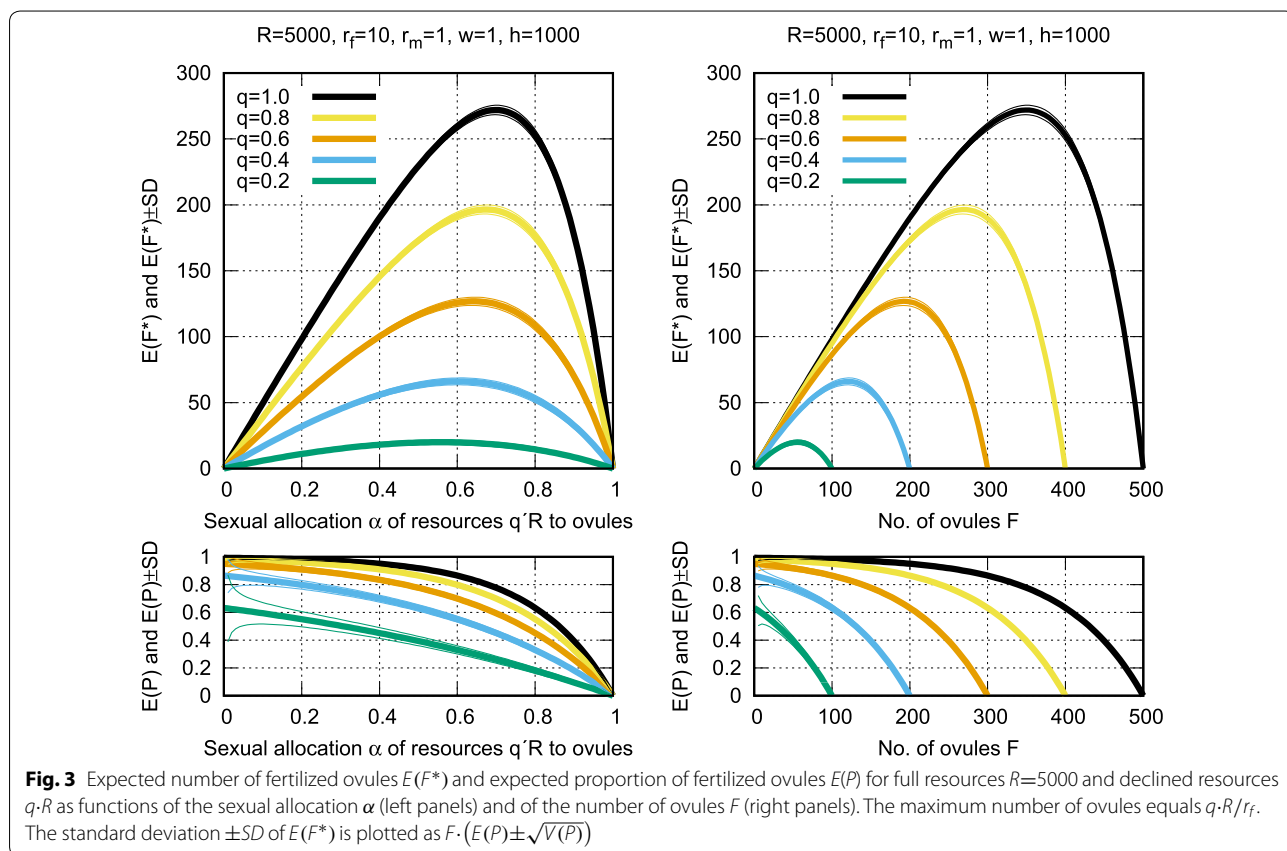 R=5000, r_f=10, r_m=1, w=1, h=1000
300
250
200
150
100
50
0
E(F*) and E(F*)±SD
q=1.0
q=0.8
q=0.6
q=0.4
q=0.2
0 0.2 0.4 0.6 0.8 1
Sexual allocation α of resources q´R to ovules
R=5000, r_f=10, r_m=1, w=1, h=1000
300
250
200
150
100
50
0
E(F*) and E(F*)±SD
q=1.0
q=0.8
q=0.6
q=0.4
q=0.2
0 100 200 300 400 500
No. of ovules F
1
0.8
0.6
0.4
0.2
0
E(P) and E(P)±SD
0 0.2 0.4 0.6 0.8 1
Sexual allocation α of resources q´R to ovules
1
0.8
0.6
0.4
0.2
0
E(P) and E(P)±SD
0 100 200 300 400 500
No. of ovules F
Fig. 3 Expected number of fertilized ovules E(F*) and expected proportion of fertilized ovules E(P) for full resources R=5000 and declined resources
q·R as functions of the sexual allocation α (left panels) and of the number of ovules F (right panels). The maximum number of ovules equals q·R/r_f.
The standard deviation ±SD of E(F*) is plotted as F·(E(P)±√V(P))